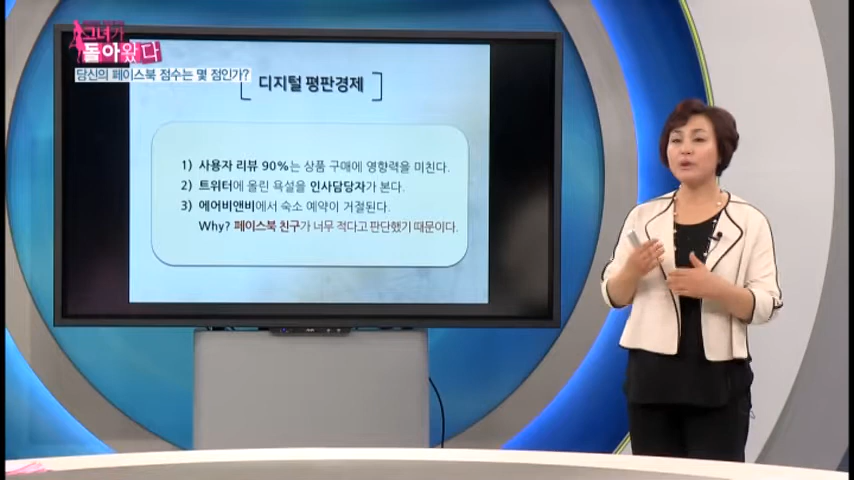 그녀가
돌아왔다
당신의 페이스북 점수는 몇 점인가?
디지털 평판경제
1) 사용자 리뷰 90%는 상품 구매에 영향력을 미친다.
2) 트위터에 올린 욕설을 인사담당자가 본다.
3) 에어비앤비에서 숙소 예약이 거절된다.
Why? 페이스북 친구가 너무 적다고 판단했기 때문이다.